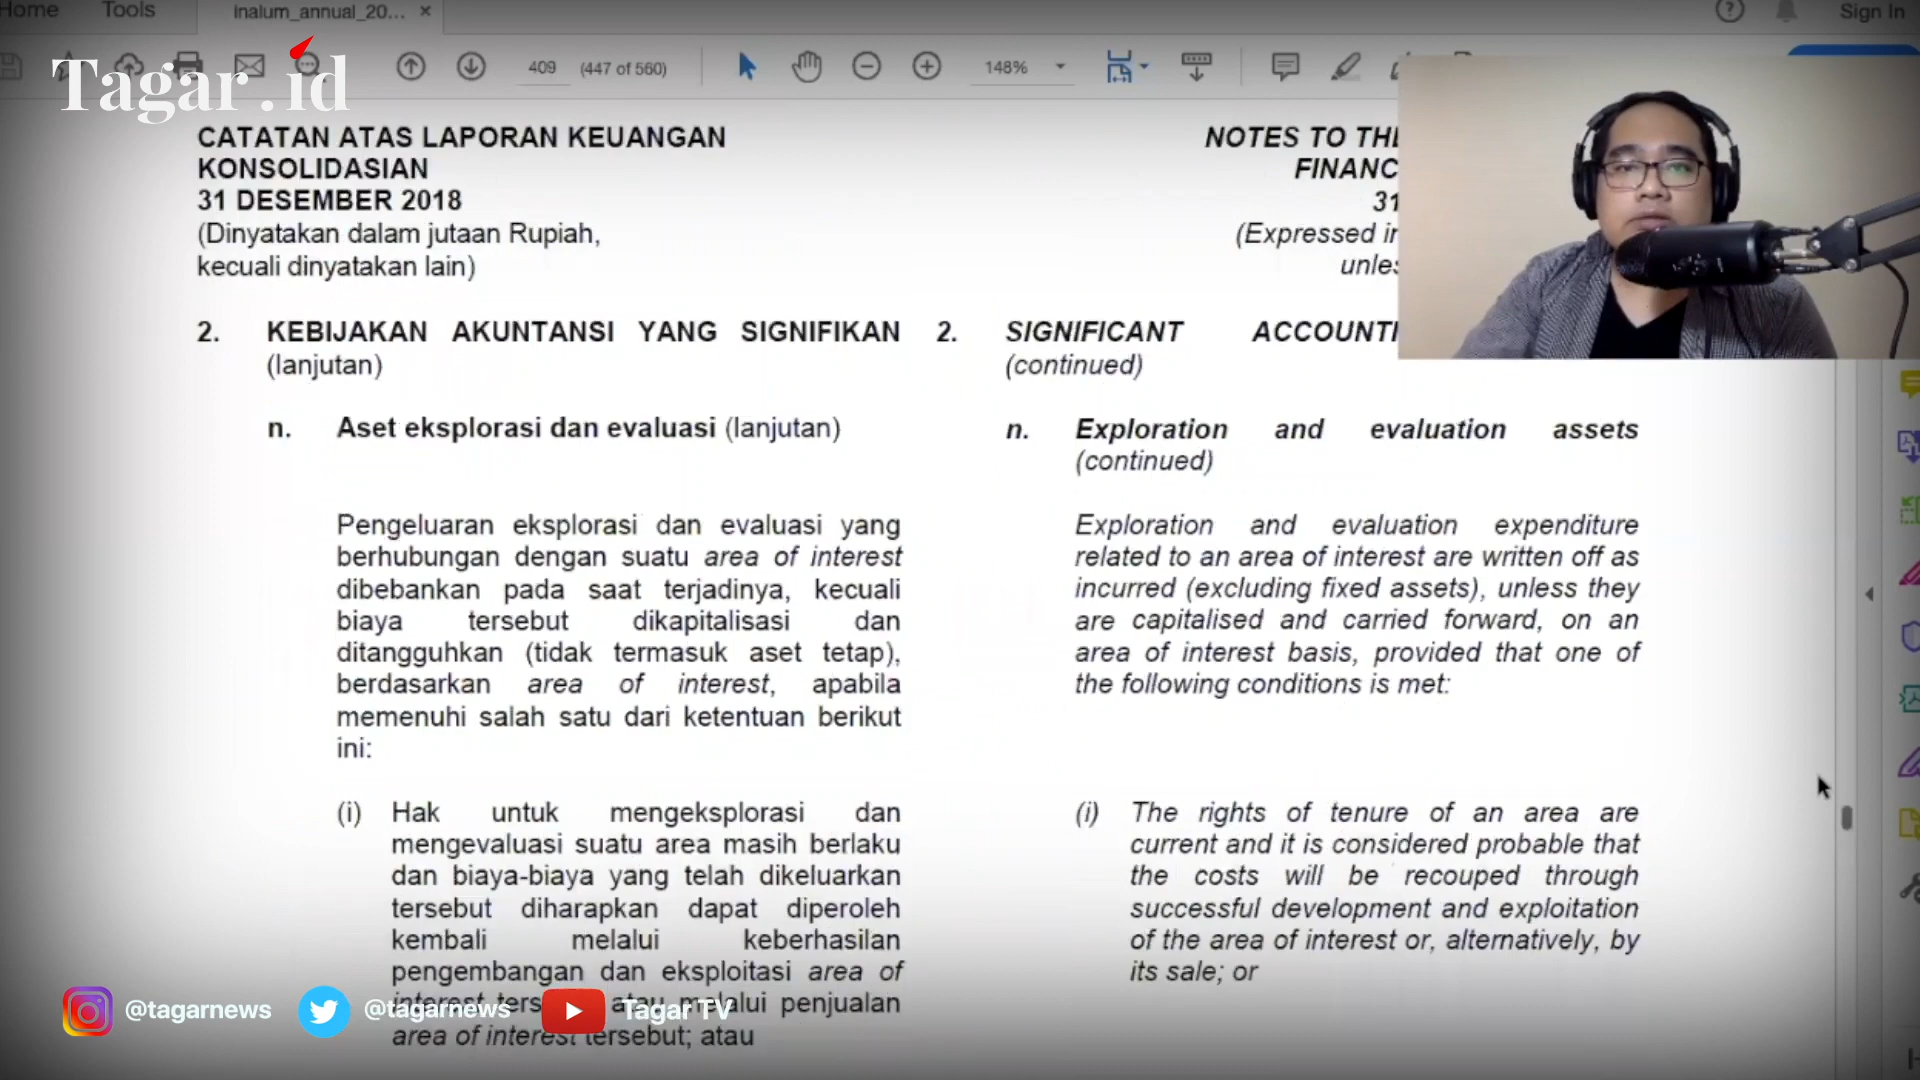 Home
Tools
inalum_annual_20...
Sign In
Tagar.id
409
(447 of 560)
148%
CATATAN ATAS LAPORAN KEUANGAN
KONSOLIDASIAN
31 DESEMBER 2018
(Dinyatakan dalam jutaan Rupiah,
kecuali dinyatakan lain)
NOTES TO THE
FINANC
31
(Expressed in
unles
2. KEBIJAKAN AKUNTANSI YANG SIGNIFIKAN
(lanjutan)
n. Aset eksplorasi dan evaluasi (lanjutan)
Pengeluaran eksplorasi dan evaluasi yang
berhubungan dengan suatu area of interest
dibebankan pada saat terjadinya, kecuali
biaya tersebut dikapitalisasi dan
ditangguhkan (tidak termasuk aset tetap),
berdasarkan area of interest, apabila
memenuhi salah satu dari ketentuan berikut
ini:
(i) Hak untuk mengeksplorasi dan
mengevaluasi suatu area masih berlaku
dan biaya-biaya yang telah dikeluarkan
tersebut diharapkan dapat diperoleh
kembali melalui keberhasilan
pengembangan dan eksploitasi area of
interest atau melalui penjualan
area of interest tersebut; atau
2. SIGNIFICANT ACCOUNTI
(continued)
n. Exploration and evaluation assets
(continued)
Exploration and evaluation expenditure
related to an area of interest are written off as
incurred (excluding fixed assets), unless they
are capitalised and carried forward, on an
area of interest basis, provided that one of
the following conditions is met:
(i) The rights of tenure of an area are
current and it is considered probable that
the costs will be recouped through
successful development and exploitation
of the area of interest or, alternatively, by
its sale; or
@tagarnews
@tagarnews
Tagar TV